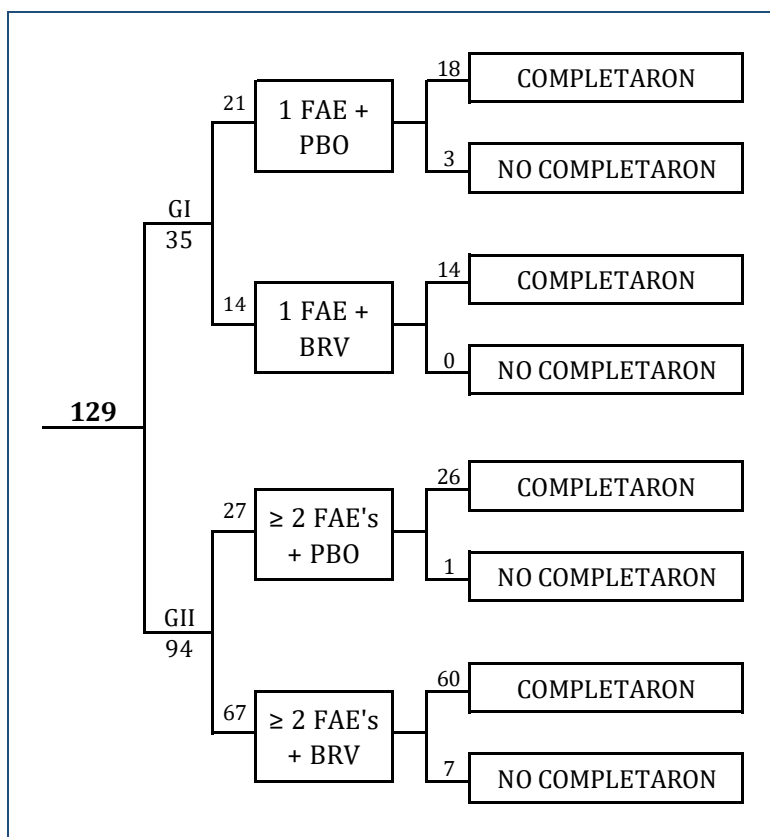 18
COMPLETARON
21
1 FAE +
PBO
3
NO COMPLETARON
GI
35
14
COMPLETARON
14
1 FAE +
BRV
0
NO COMPLETARON
129
26
COMPLETARON
27
≥ 2 FAE's
+ PBO
1
NO COMPLETARON
GII
94
60
COMPLETARON
67
≥ 2 FAE's
+ BRV
7
NO COMPLETARON